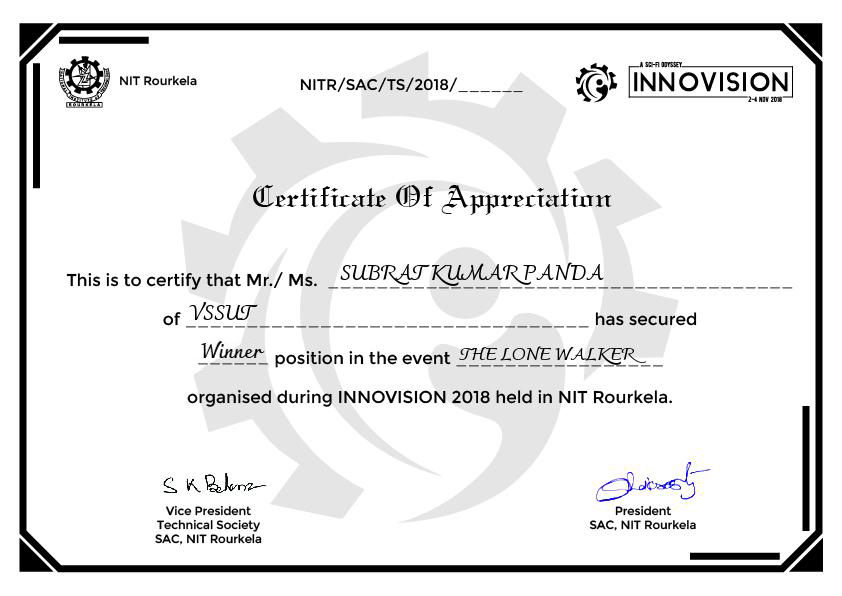 NIT Rourkela
NITR/SAC/TS/2018/______
A SCI-FI ODYSSEY
INNOVISION
2-4 NOV 2018
ROURKELA
Certificate Of Appreciation
This is to certify that Mr./ Ms. SUBRAT KUMAR PANDA
of VSSUT has secured
Winner position in the event THE LONE WALKER
organised during INNOVISION 2018 held in NIT Rourkela.
Vice President
Technical Society
SAC, NIT Rourkela
President
SAC, NIT Rourkela